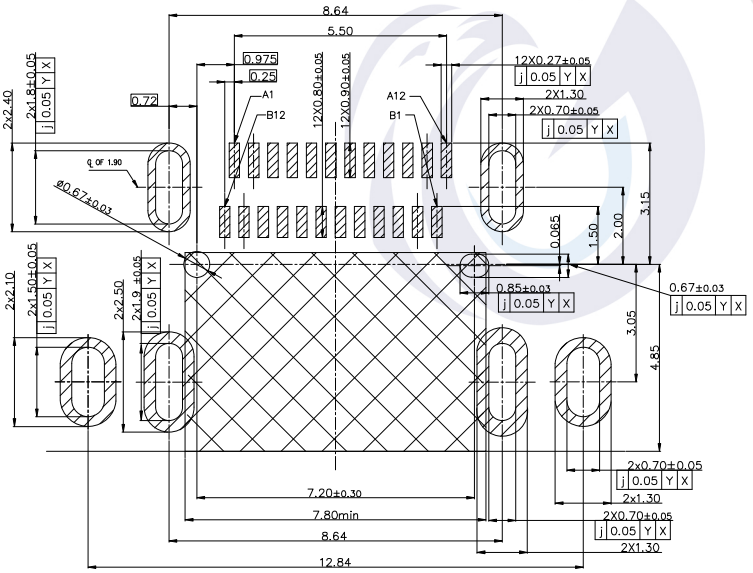 8.64
5.50
0.975
0.25
0.72
2x2.40
2x1.8±0.05
j 0.05 Y X
A1
B12
12X0.80±0.05
12X0.90±0.05
A12
B1
12X0.27±0.05
j 0.05 Y X
2X1.30
2X0.70±0.05
j 0.05 Y X
OF 1.90
ø0.67±0.03
0.065
1.50
2.00
3.15
2x2.10
2x1.50±0.05
j 0.05 Y X
2x2.50
2x1.9 ±0.05
j 0.05 Y X
0.85±0.03
j 0.05 Y X
0.67±0.03
j 0.05 Y X
3.05
4.85
7.20±0.30
7.80min
8.64
12.84
2x0.70±0.05
j 0.05 Y X
2x1.30
2X0.70±0.05
j 0.05 Y X
2X1.30